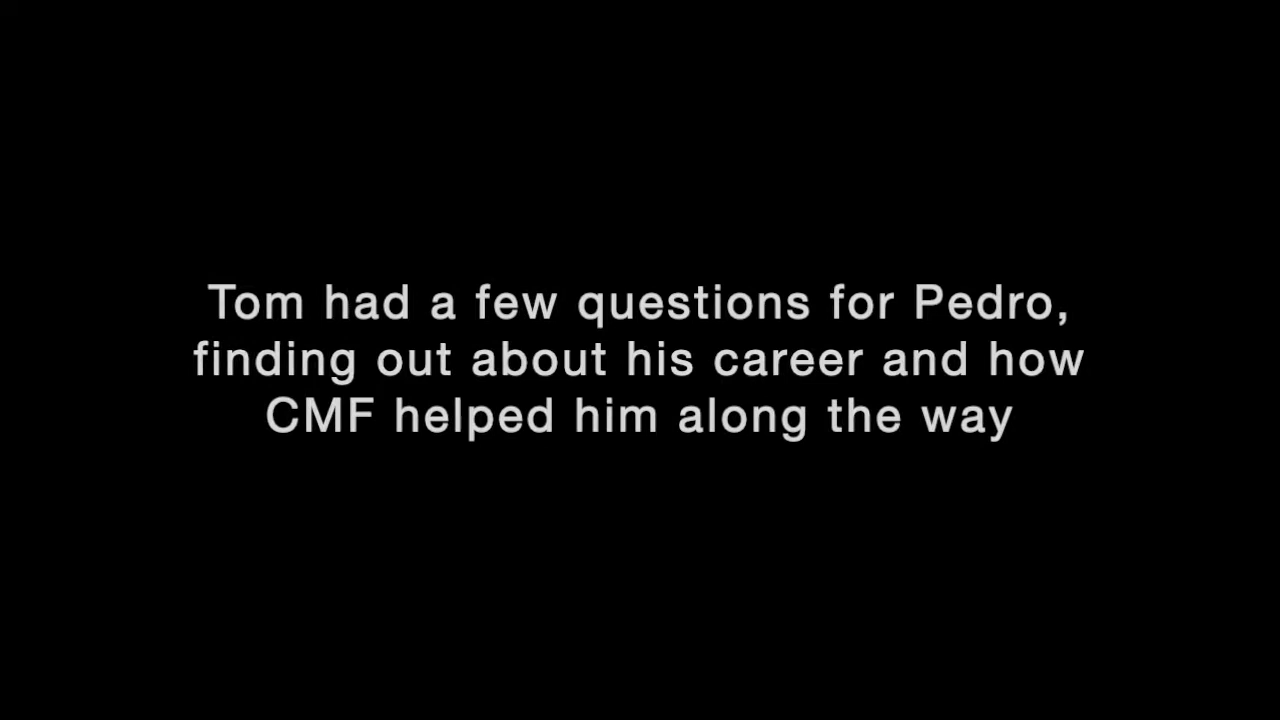 Tom had a few questions for Pedro,
finding out about his career and how
CMF helped him along the way